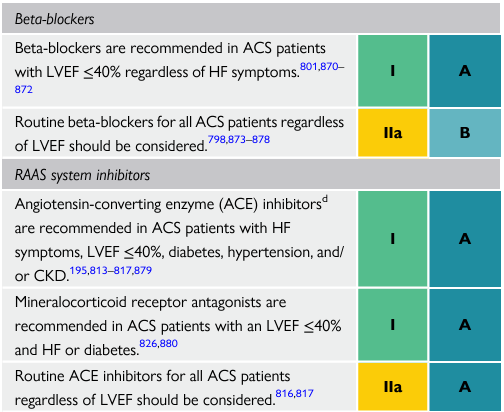 Beta-blockers
Beta-blockers are recommended in ACS patients
with LVEF ≤40% regardless of HF symptoms.801,870–
872
I
A
Routine beta-blockers for all ACS patients regardless
of LVEF should be considered.798,873–878
IIa
B
RAAS system inhibitors
Angiotensin-converting enzyme (ACE) inhibitorsd
are recommended in ACS patients with HF
symptoms, LVEF ≤40%, diabetes, hypertension, and/
or CKD.195,813–817,879
I
A
Mineralocorticoid receptor antagonists are
recommended in ACS patients with an LVEF ≤40%
and HF or diabetes.826,880
I
A
Routine ACE inhibitors for all ACS patients
regardless of LVEF should be considered.816,817
IIa
A